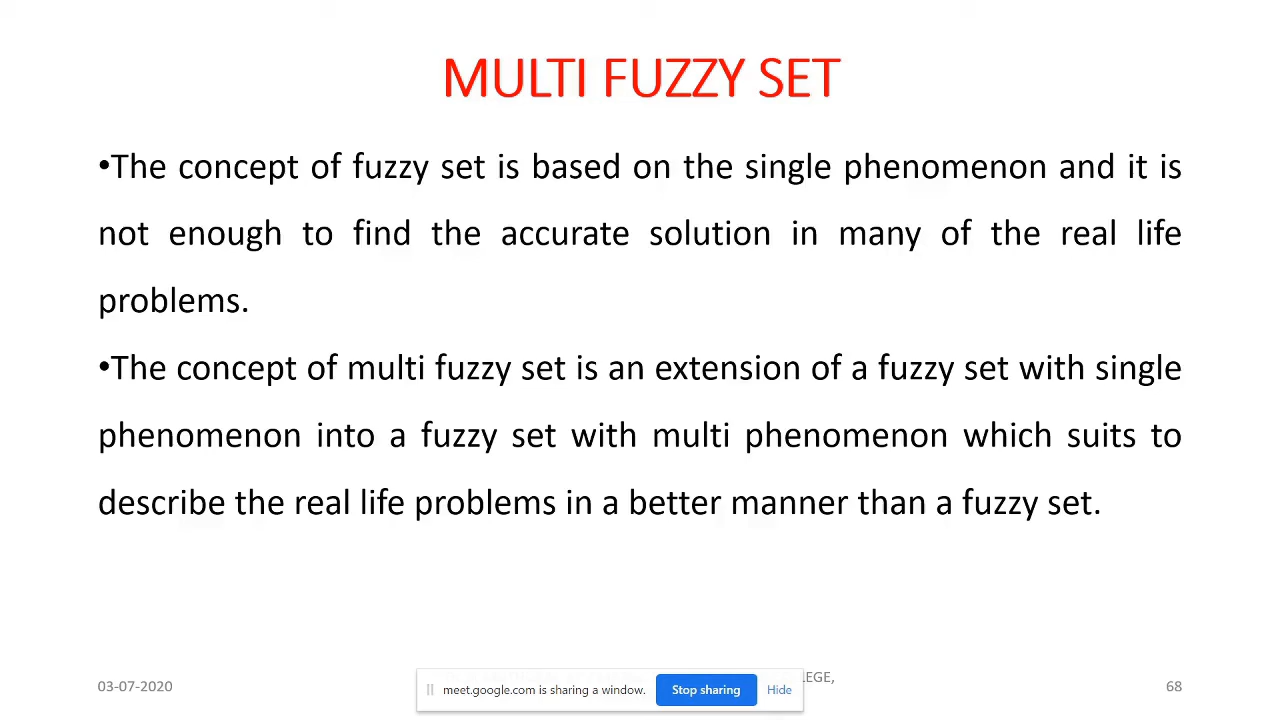 MULTI FUZZY SET
•The concept of fuzzy set is based on the single phenomenon and it is
not enough to find the accurate solution in many of the real life
problems.
•The concept of multi fuzzy set is an extension of a fuzzy set with single
phenomenon into a fuzzy set with multi phenomenon which suits to
describe the real life problems in a better manner than a fuzzy set.
03-07-2020
meet.google.com is sharing a window. Stop sharing Hide
68